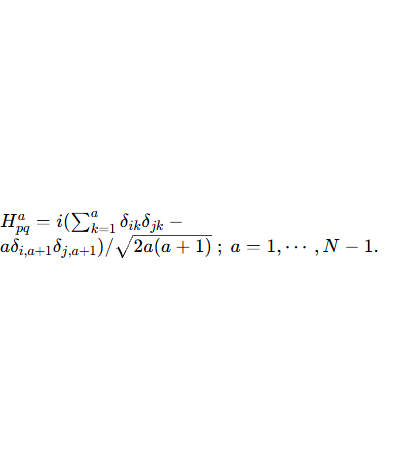 $H^a_{pq} = i(\sum_{k=1}^{a} \delta_{ik}\delta_{jk} -$
$a\delta_{i,a+1}\delta_{j,a+1})/\sqrt{2a(a+1)}\ ;\ a = 1, \cdots, N-1.$